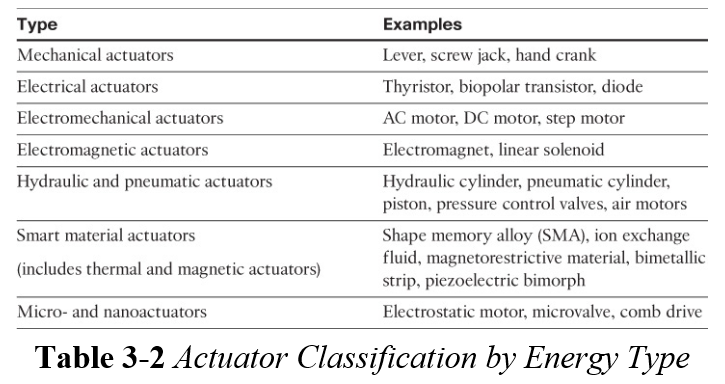 Type Examples
Mechanical actuators Lever, screw jack, hand crank
Electrical actuators Thyristor, biopolar transistor, diode
Electromechanical actuators AC motor, DC motor, step motor
Electromagnetic actuators Electromagnet, linear solenoid
Hydraulic and pneumatic actuators Hydraulic cylinder, pneumatic cylinder,
piston, pressure control valves, air motors
Smart material actuators Shape memory alloy (SMA), ion exchange
(includes thermal and magnetic actuators) fluid, magnetorestrictive material, bimetallic
strip, piezoelectric bimorph
Micro- and nanoactuators Electrostatic motor, microvalve, comb drive
Table 3-2 Actuator Classification by Energy Type